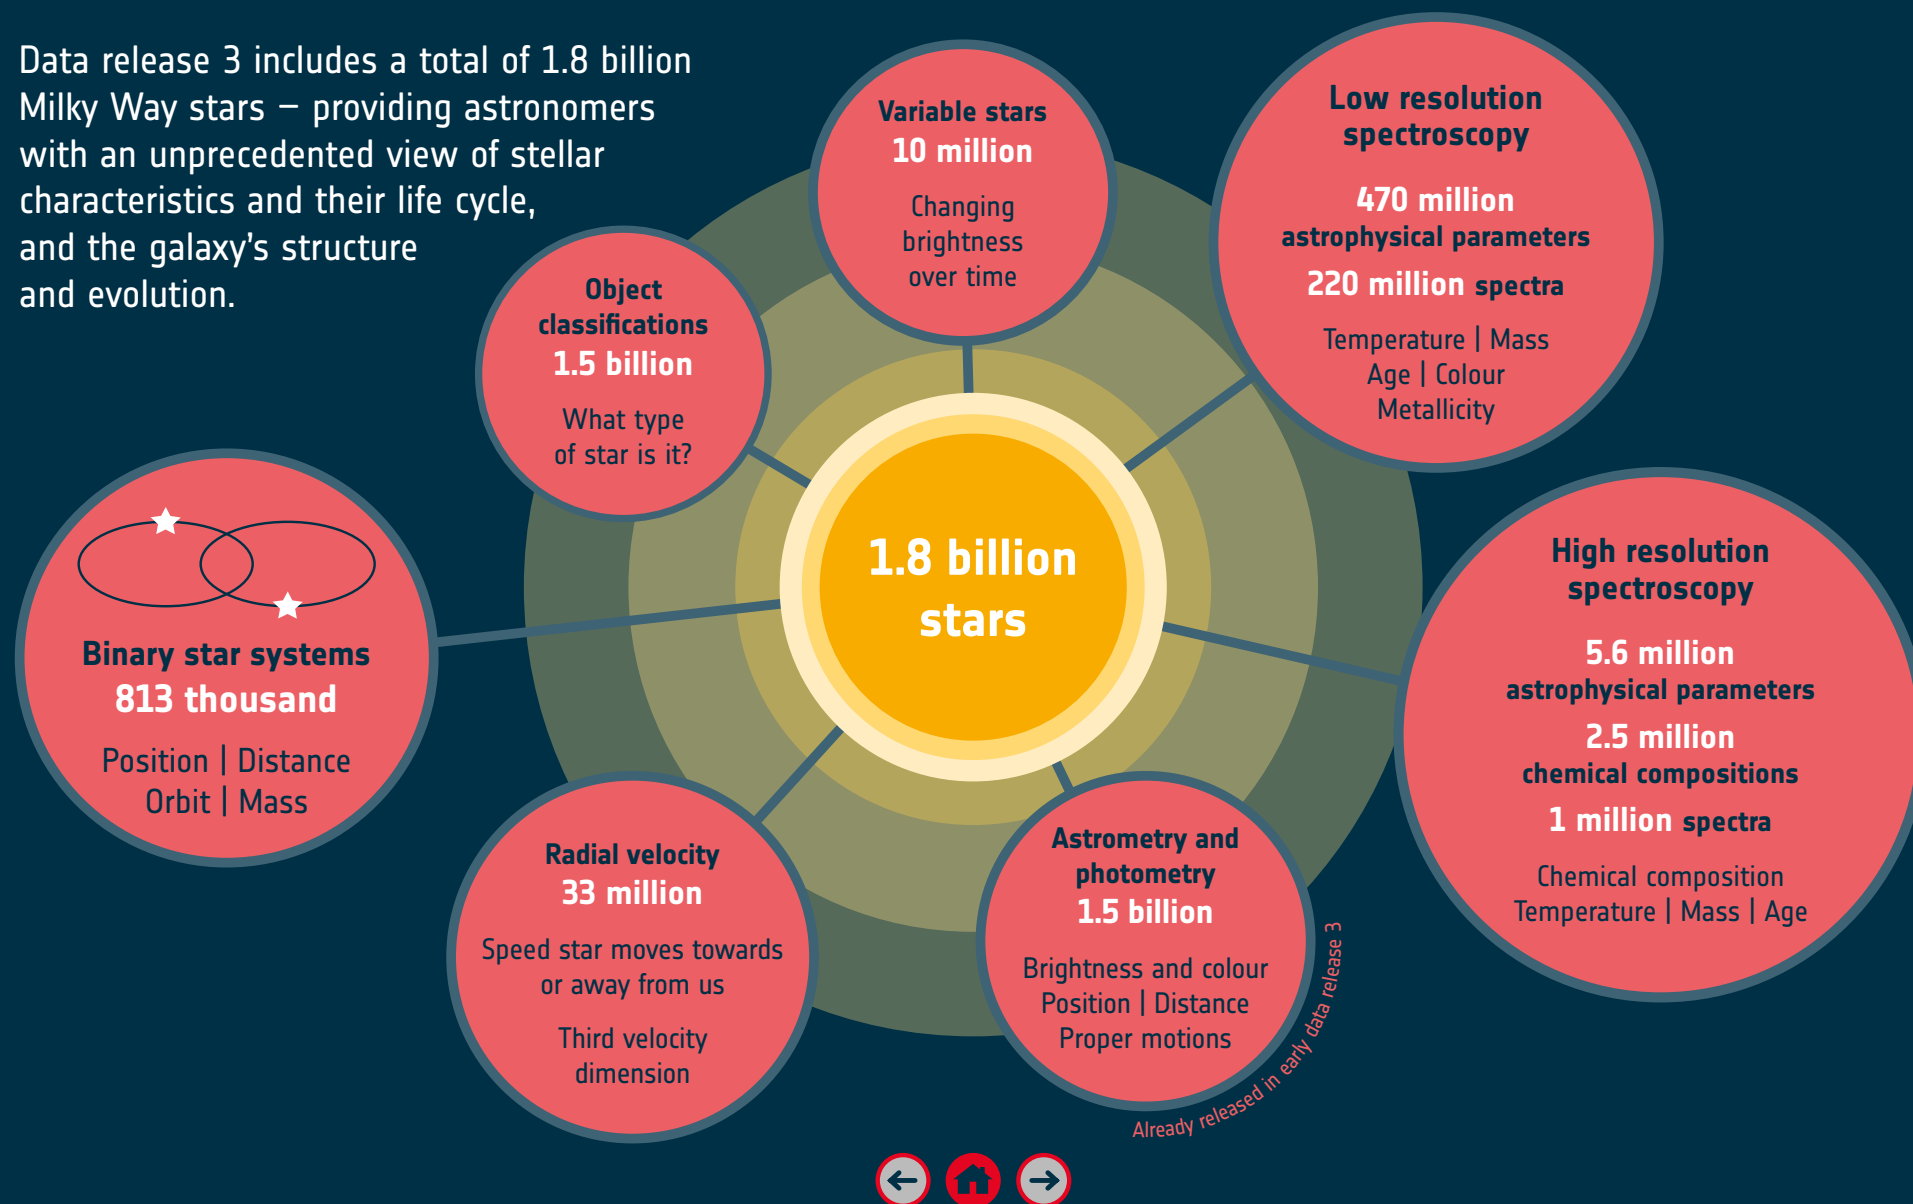 Data release 3 includes a total of 1.8 billion
Milky Way stars – providing astronomers
with an unprecedented view of stellar
characteristics and their life cycle,
and the galaxy's structure
and evolution.
Variable stars
10 million
Changing
brightness
over time
Low resolution
spectroscopy
470 million
astrophysical parameters
220 million spectra
Temperature | Mass
Age | Colour
Metallicity
Object
classifications
1.5 billion
What type
of star is it?
1.8 billion
stars
Binary star systems
813 thousand
Position | Distance
Orbit | Mass
High resolution
spectroscopy
5.6 million
astrophysical parameters
2.5 million
chemical compositions
1 million spectra
Chemical composition
Temperature | Mass | Age
Radial velocity
33 million
Speed star moves towards
or away from us
Third velocity
dimension
Astrometry and
photometry
1.5 billion
Brightness and colour
Position | Distance
Proper motions
Already released in early data release 3